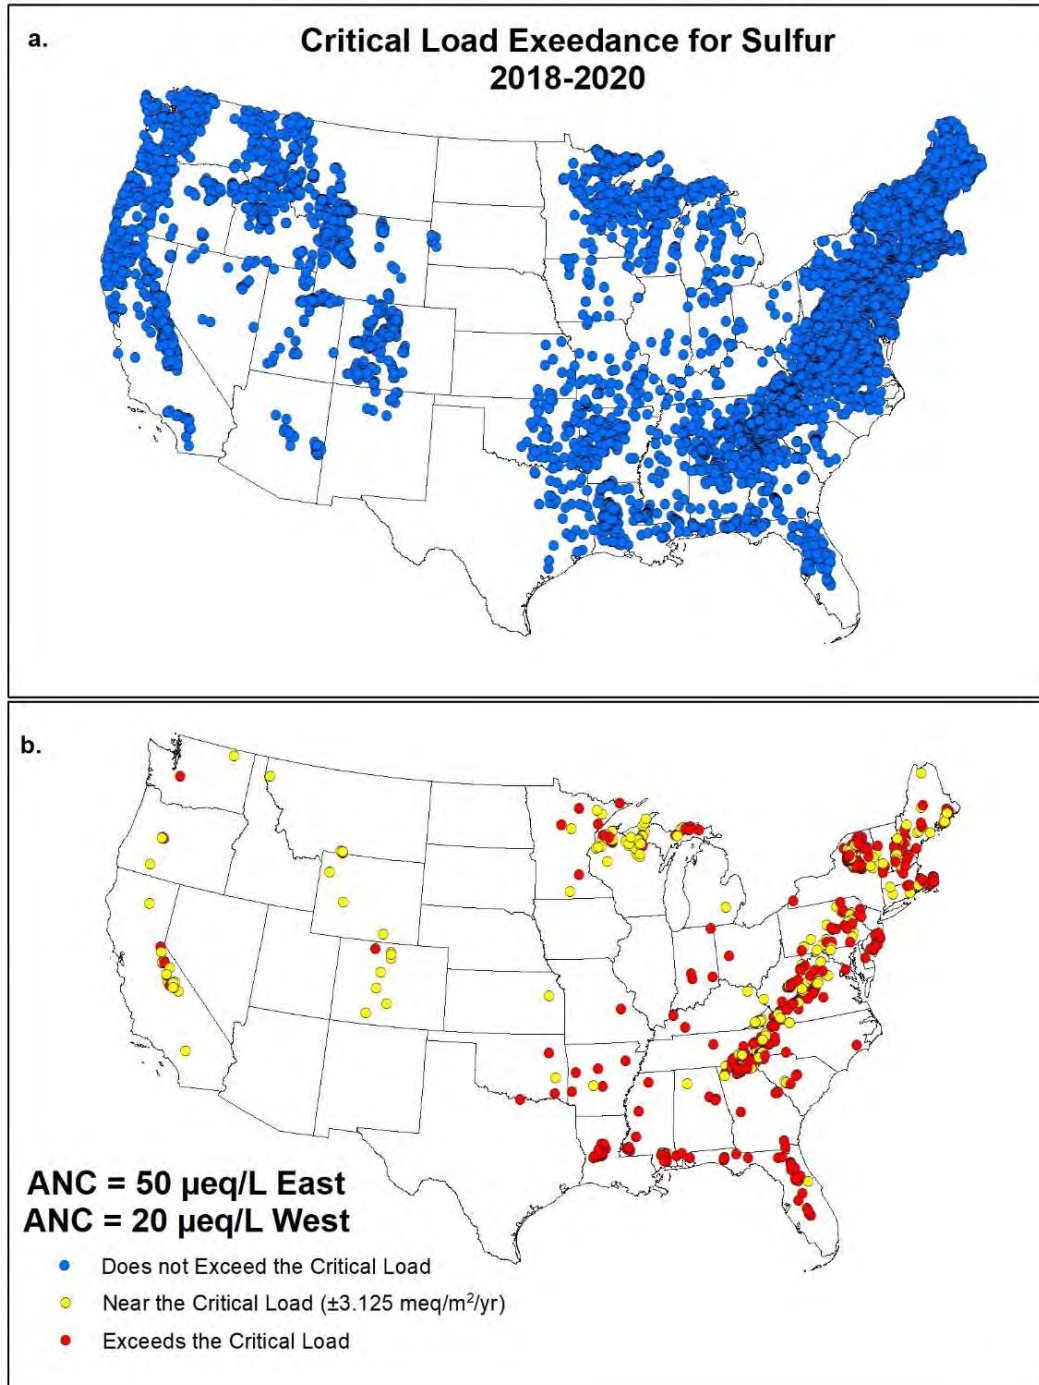 a.
Critical Load Exeedance for Sulfur
2018-2020
b.
ANC = 50 µeq/L East
ANC = 20 µeq/L West
Does not Exceed the Critical Load
Near the Critical Load (±3.125 meq/m²/yr)
Exceeds the Critical Load